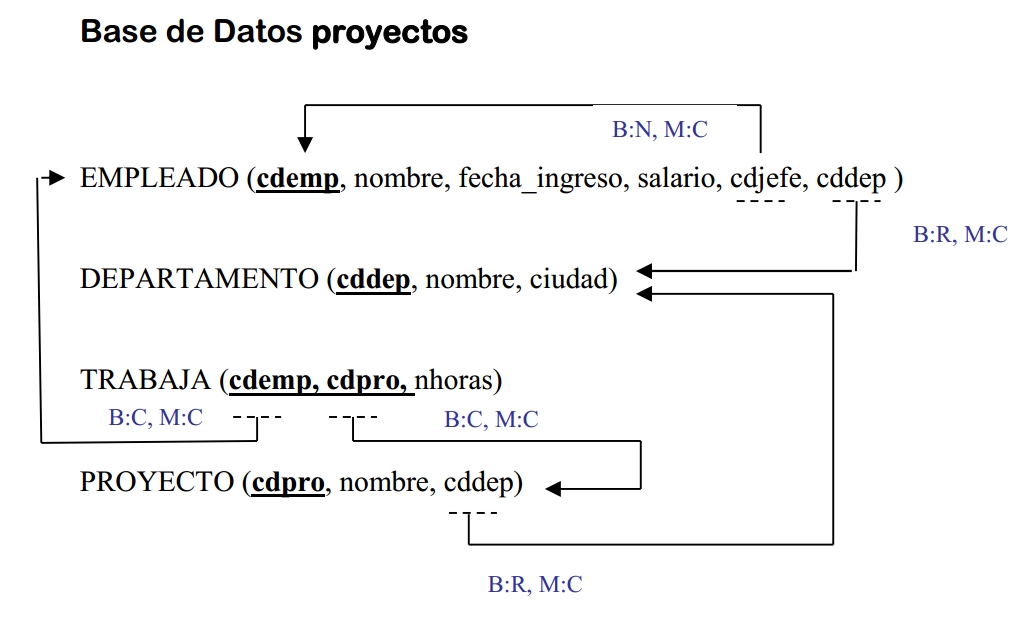 Base de Datos proyectos
B:N, M:C
EMPLEADO (cdemp, nombre, fecha_ingreso, salario, cdjefe, cddep )
B:R, M:C
DEPARTAMENTO (cddep, nombre, ciudad)
TRABAJA (cdemp, cdpro, nhoras)
B:C, M:C
B:C, M:C
PROYECTO (cdpro, nombre, cddep)
B:R, M:C